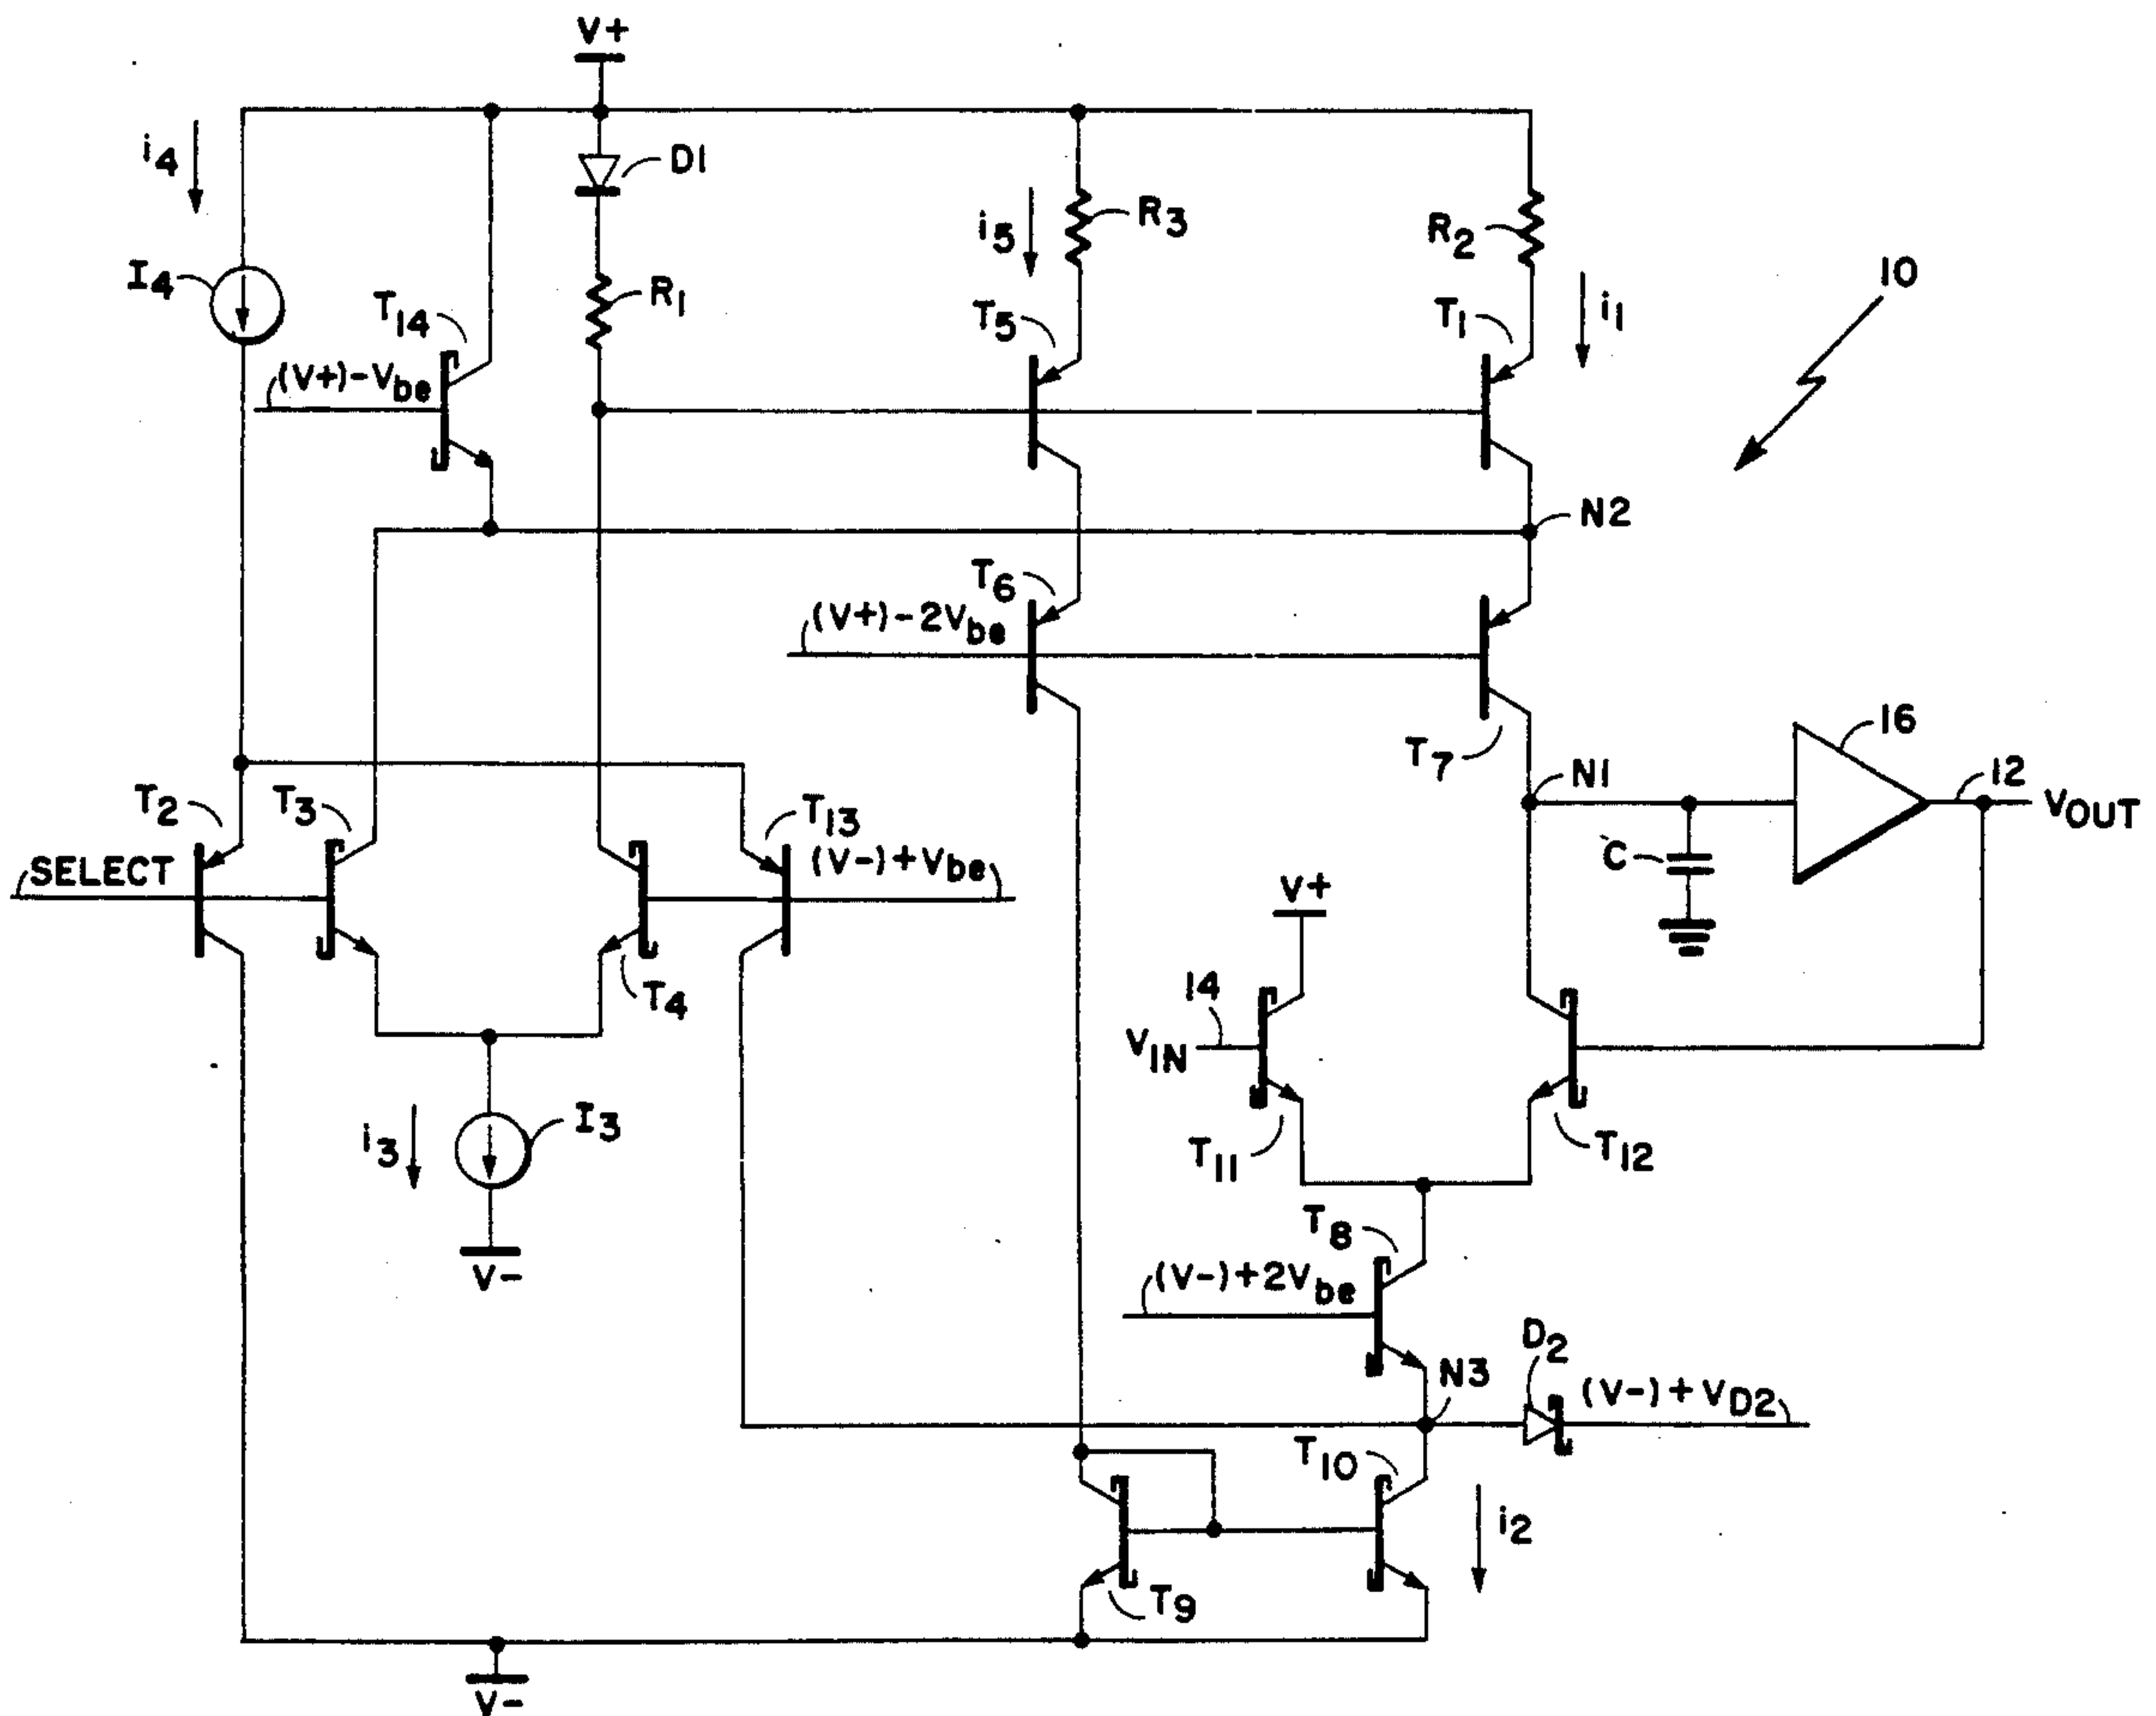 V+
i4
D1
i5
R3
R2
10
I4
T14
R1
T5
T1
i1
(V+)-Vbe
N2
T6
(V+)-2Vbe
16
T7
N1
12
T2
T3
T13
VOUT
SELECT
(V-)+Vbe
C
V+
14
T4
VIN
i3
I3
T11
T12
T8
V-
(V-)+2Vbe
D2
N3
(V-)+VD2
T10
i2
T9
V-